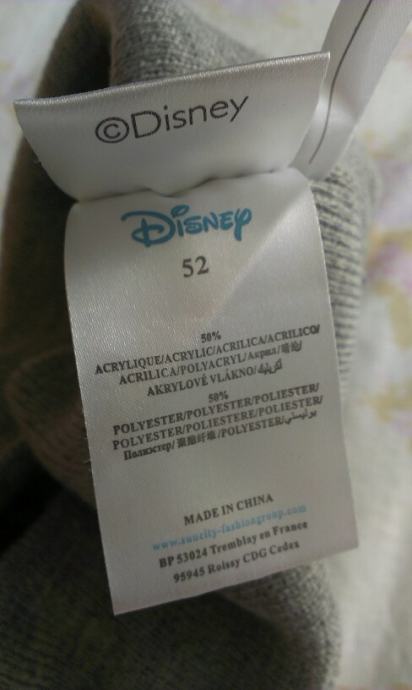 ©Disney
Disney
52
50%
ACRYLIQUE/ACRYLIC/ACRILICA/ACRILICO/
ACRILICA/POLYACRYL/Акрил/腈纶/
AKRYLOVÉ VLÁKNO/أكريليك
50%
POLYESTER/POLYESTER/POLIESTER/
POLYESTER/POLIESTERE/POLIESTER/
Полиэстер/聚酯纤维/POLYESTER/بوليستر
MADE IN CHINA
www.suncity-fashiongroup.com
BP 53024 Tremblay en France
95945 Roissy CDG Cedex